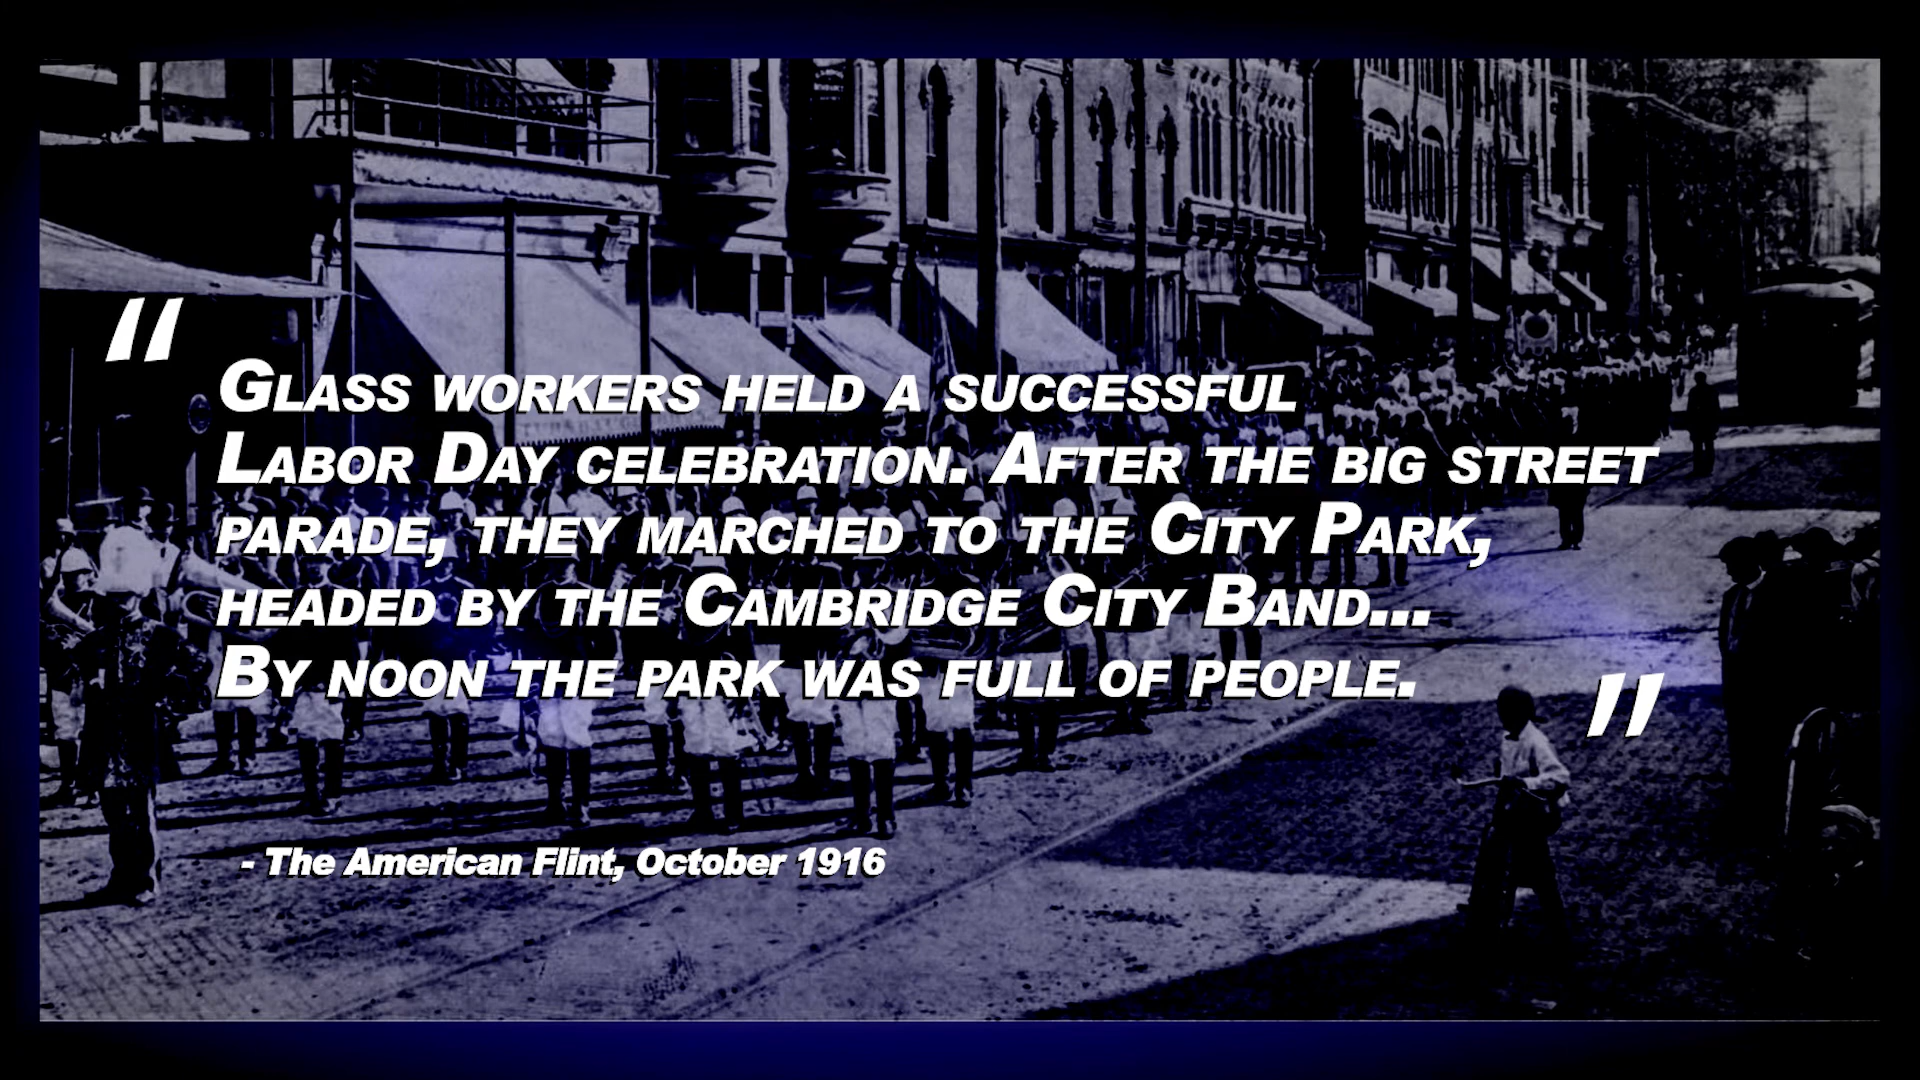 “
Glass workers held a successful
Labor Day celebration. After the big street
parade, they marched to the City Park,
headed by the Cambridge City Band...
By noon the park was full of people.
”
- The American Flint, October 1916